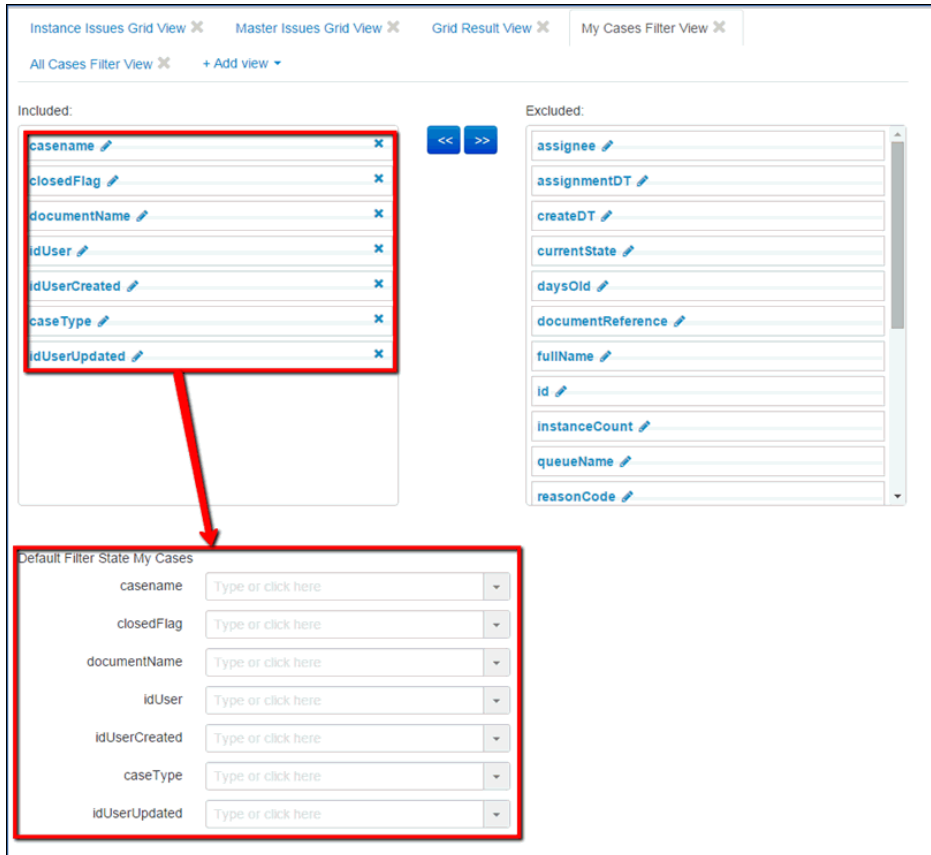 Instance Issues Grid View Master Issues Grid View Grid Result View My Cases Filter View
All Cases Filter View + Add view
Included: Excluded:
casename << >> assignee
closedFlag assignmentDT
documentName createDT
idUser currentState
idUserCreated daysOld
caseType documentReference
idUserUpdated fullName
id
instanceCount
queueName
reasonCode
Default Filter State My Cases
casename Type or click here
closedFlag Type or click here
documentName Type or click here
idUser Type or click here
idUserCreated Type or click here
caseType Type or click here
idUserUpdated Type or click here